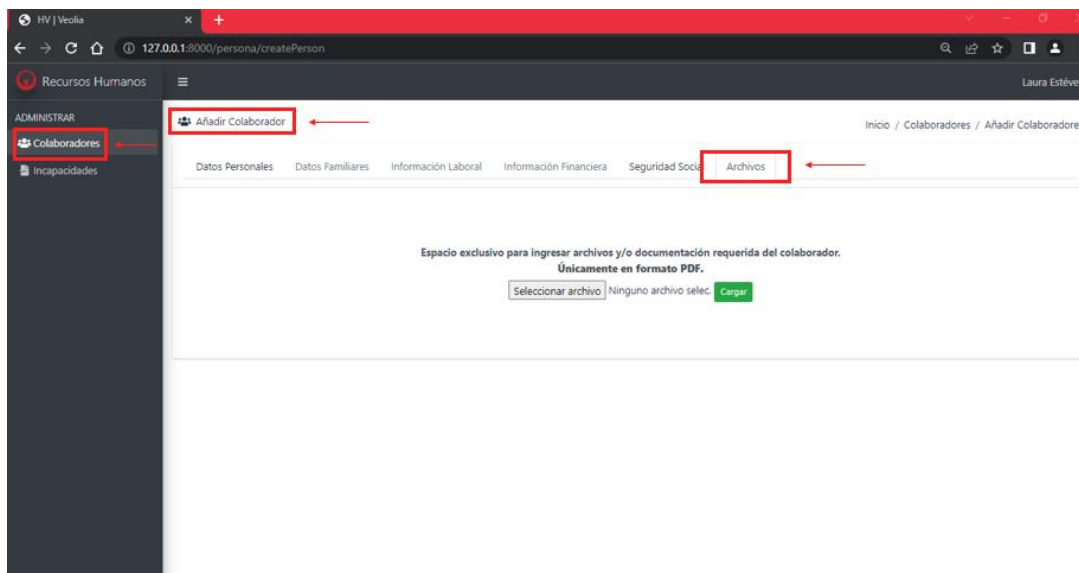 HV | Veolia
127.0.0.1:8000/persona/createPerson
Recursos Humanos
Laura Estéve
ADMINISTRAR
Colaboradores
Incapacidades
Añadir Colaborador
Inicio / Colaboradores / Añadir Colaboradore
Datos Personales Datos Familiares Información Laboral Información Financiera Seguridad Social Archivos
Espacio exclusivo para ingresar archivos y/o documentación requerida del colaborador.
Únicamente en formato PDF.
Seleccionar archivo Ninguno archivo selec. Cargar